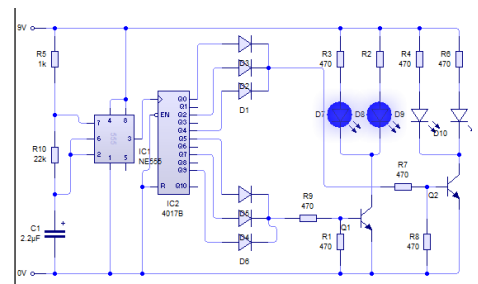 9V
R5
1k
R10
22k
C1
+
2.2µF
0V
7
4
8
6
3
2
1
5
555
IC1
NE555
EN
R
Q0
Q1
Q2
Q3
Q4
Q5
Q6
Q7
Q8
Q9
Q10
IC2
4017B
D3
D2
D1
D5
D4
D6
R9
470
R1
470
Q1
R3
470
R2
R4
470
R6
470
D7
D8
D9
D10
R7
470
Q2
R8
470